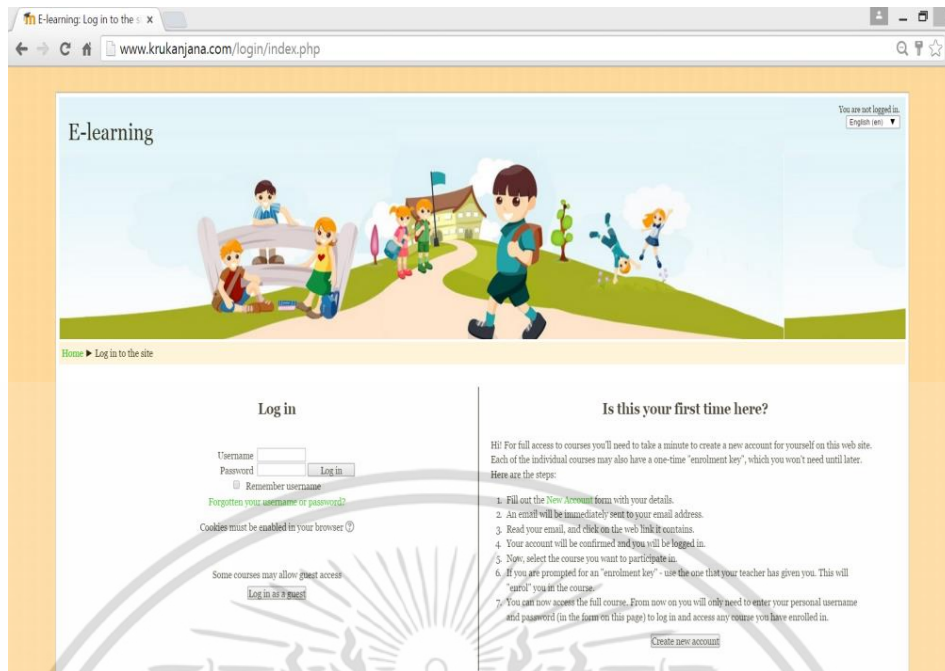 E-learning: Log in to the s
www.krukanjana.com/login/index.php
You are not logged in.
English (en)
E-learning
Home ► Log in to the site
Log in
Username
Password Log in
Remember username
Forgotten your username or password?
Cookies must be enabled in your browser
Some courses may allow guest access
Log in as a guest
Is this your first time here?
Hi! For full access to courses you'll need to take a minute to create a new account for yourself on this web site.
Each of the individual courses may also have a one-time "enrolment key", which you won't need until later.
Here are the steps:
1. Fill out the New Account form with your details.
2. An email will be immediately sent to your email address.
3. Read your email, and click on the web link it contains.
4. Your account will be confirmed and you will be logged in.
5. Now, select the course you want to participate in.
6. If you are prompted for an "enrolment key" - use the one that your teacher has given you. This will
"enrol" you in the course.
7. You can now access the full course. From now on you will only need to enter your personal username
and password (in the form on this page) to log in and access any course you have enrolled in.
Create new account